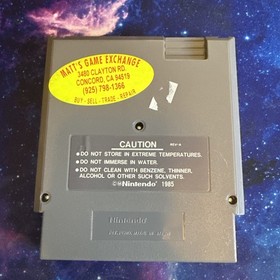 MATT'S GAME EXCHANGE
3480 CLAYTON RD
CONCORD, CA 94519
(925) 798-1366
BUY - SELL - TRADE - REPAIR
CAUTION
REV-A
• DO NOT STORE IN EXTREME TEMPERATURES.
• DO NOT IMMERSE IN WATER.
• DO NOT CLEAN WITH BENZENE, THINNER,
ALCOHOL OR OTHER SUCH SOLVENTS.
©®Nintendo® 1985
Nintendo®